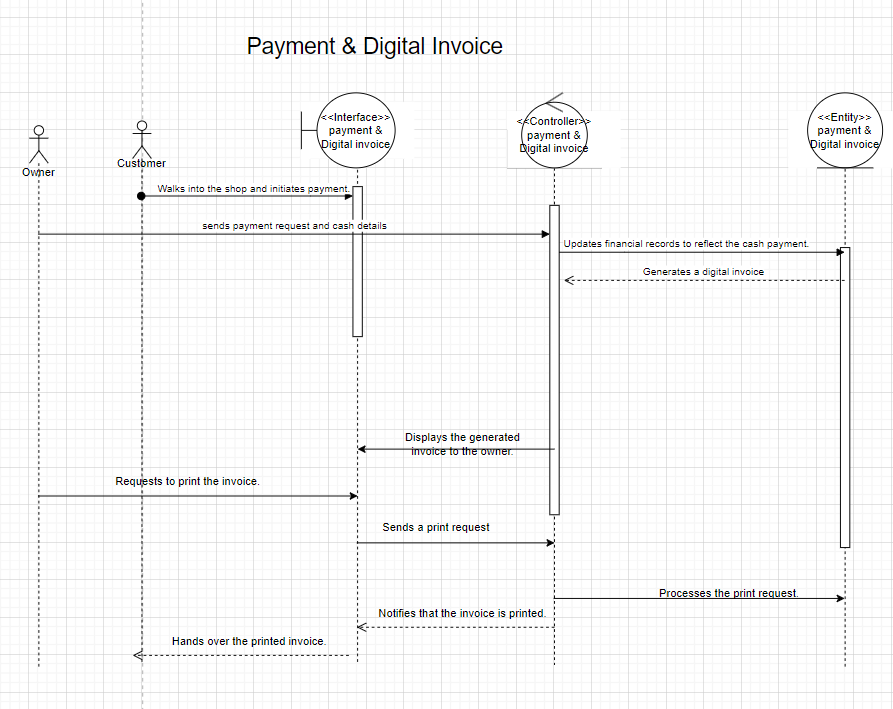 Payment & Digital Invoice
<<Interface>>
payment &
Digital invoice
<<Controller>>
payment &
Digital invoice
<<Entity>>
payment &
Digital invoice
Owner
Customer
Walks into the shop and initiates payment.
sends payment request and cash details
Updates financial records to reflect the cash payment.
Generates a digital invoice
Displays the generated
invoice to the owner.
Requests to print the invoice.
Sends a print request
Processes the print request.
Notifies that the invoice is printed.
Hands over the printed invoice.